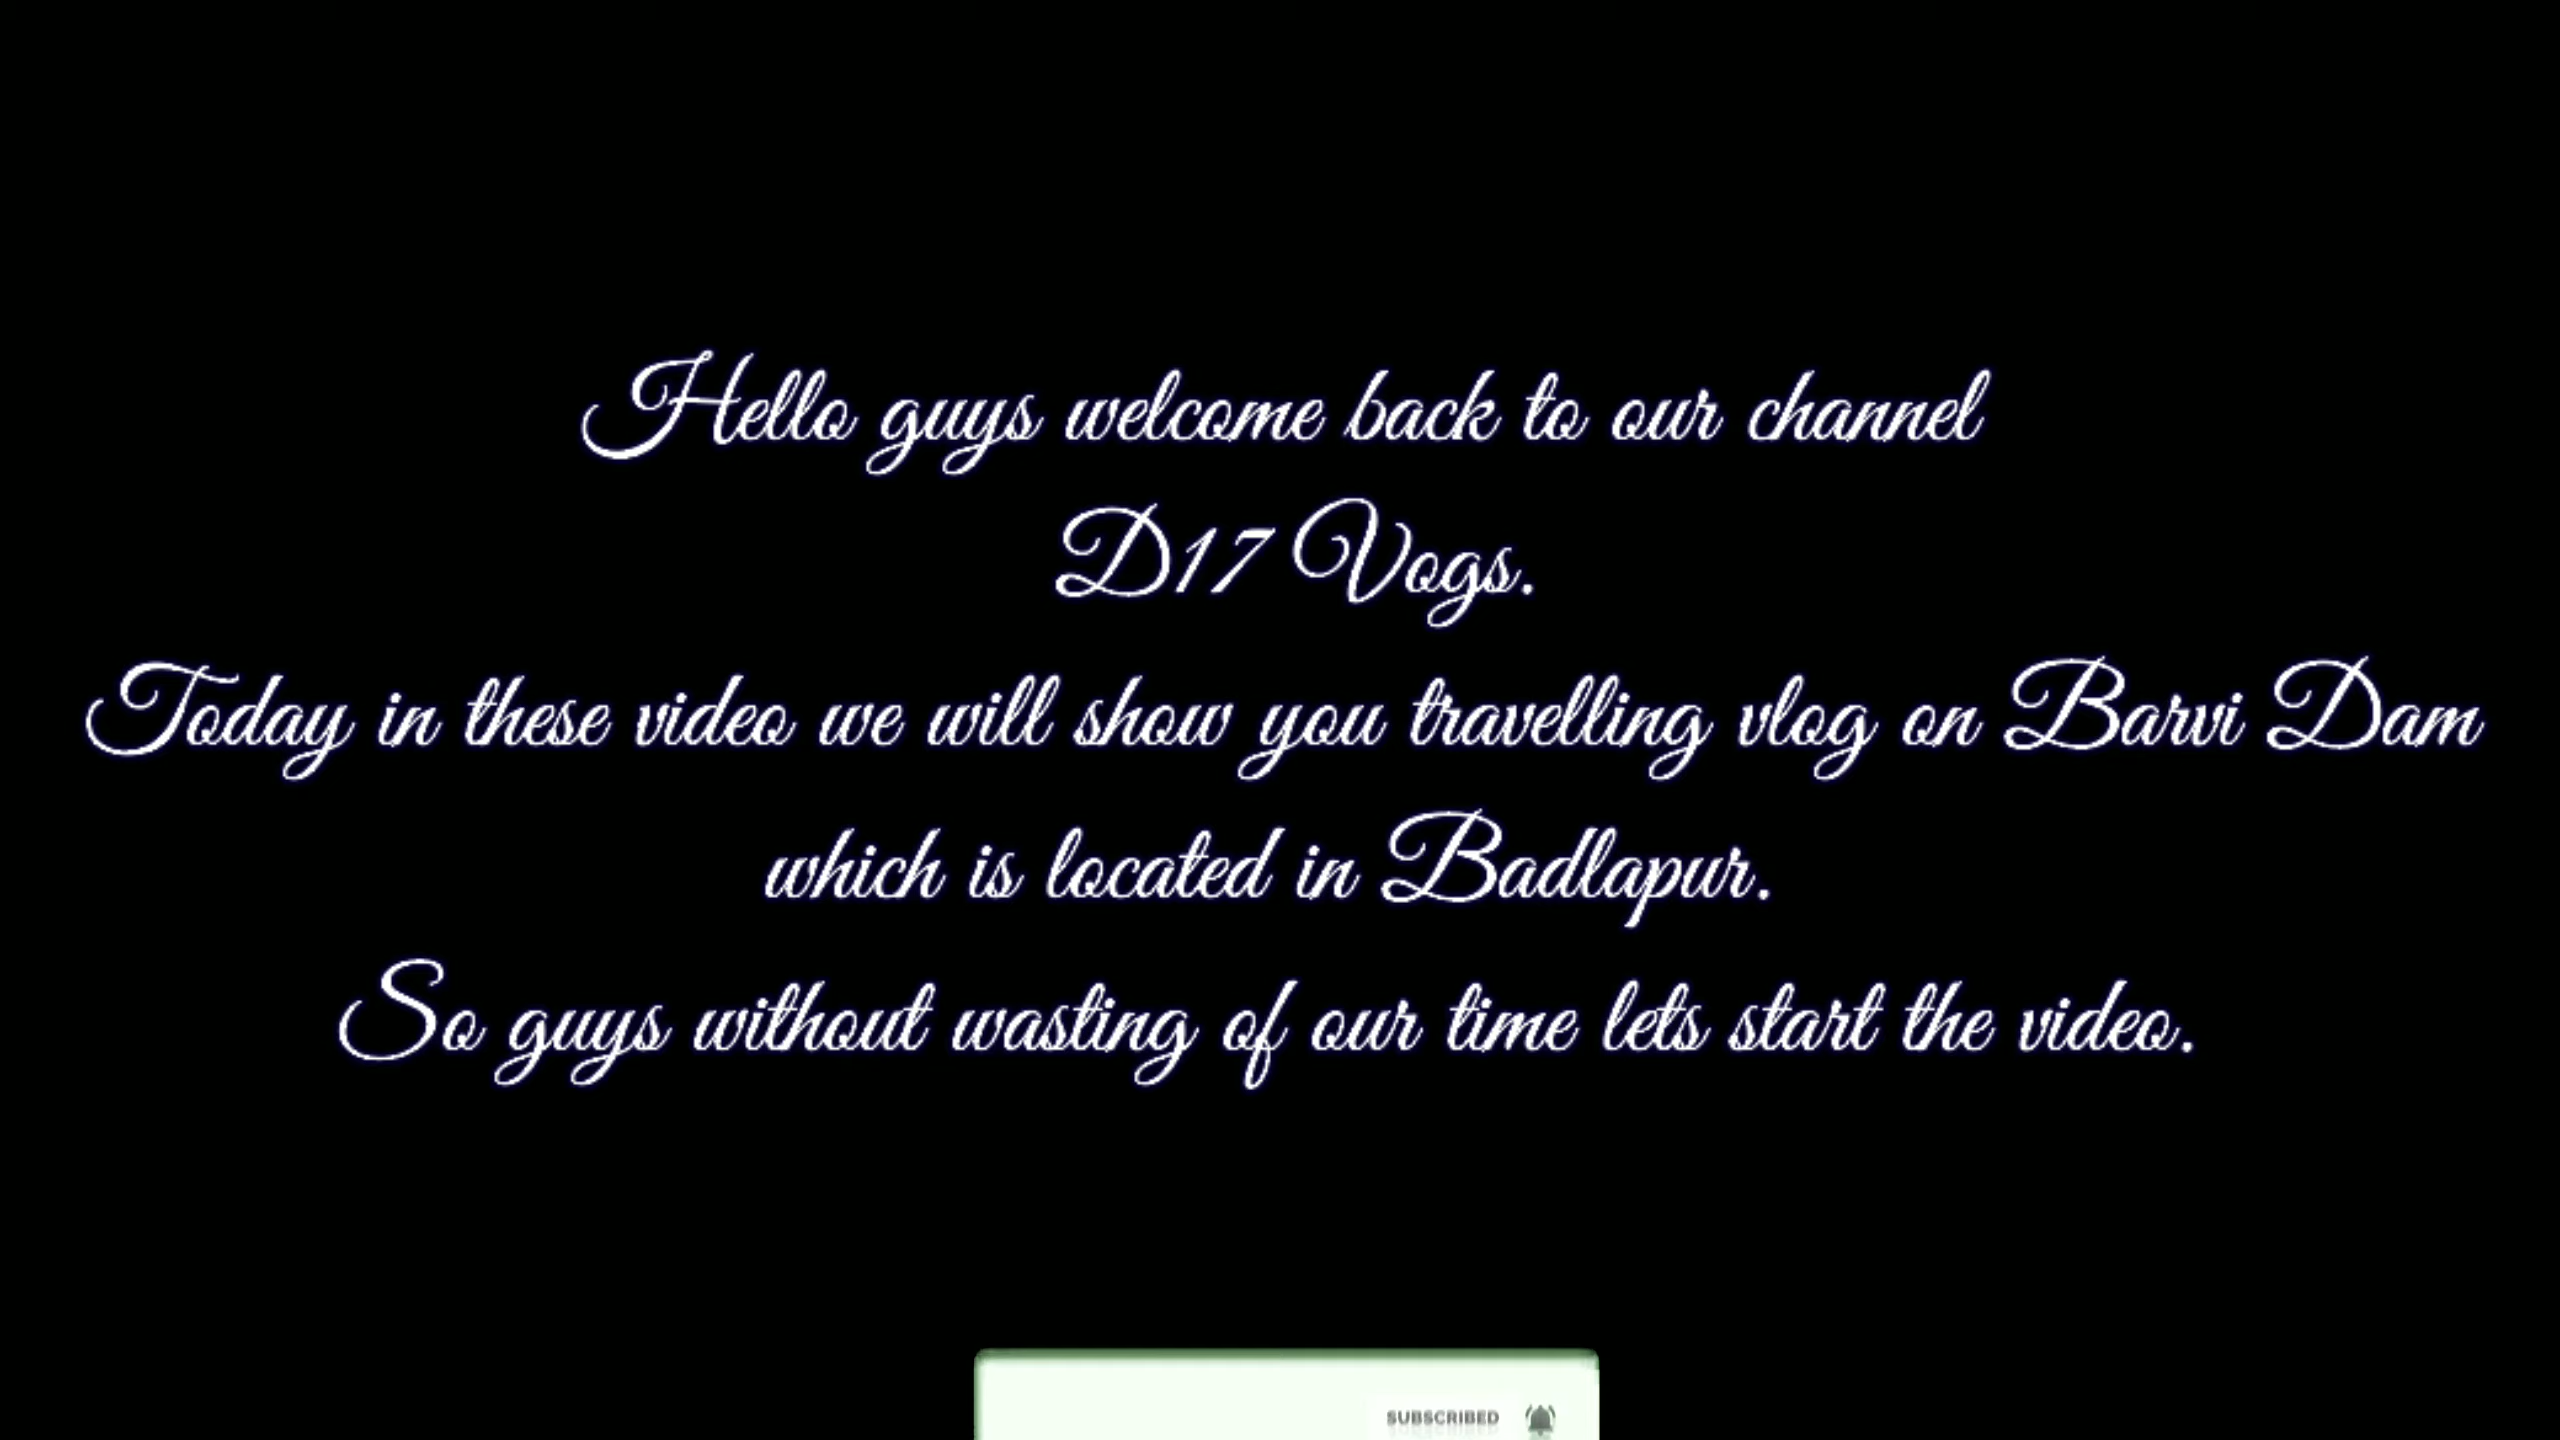 Hello guys welcome back to our channel
D17 Vogs.
Today in these video we will show you travelling vlog on Barvi Dam
which is located in Badlapur.
So guys without wasting of our time lets start the video.
SUBSCRIBED